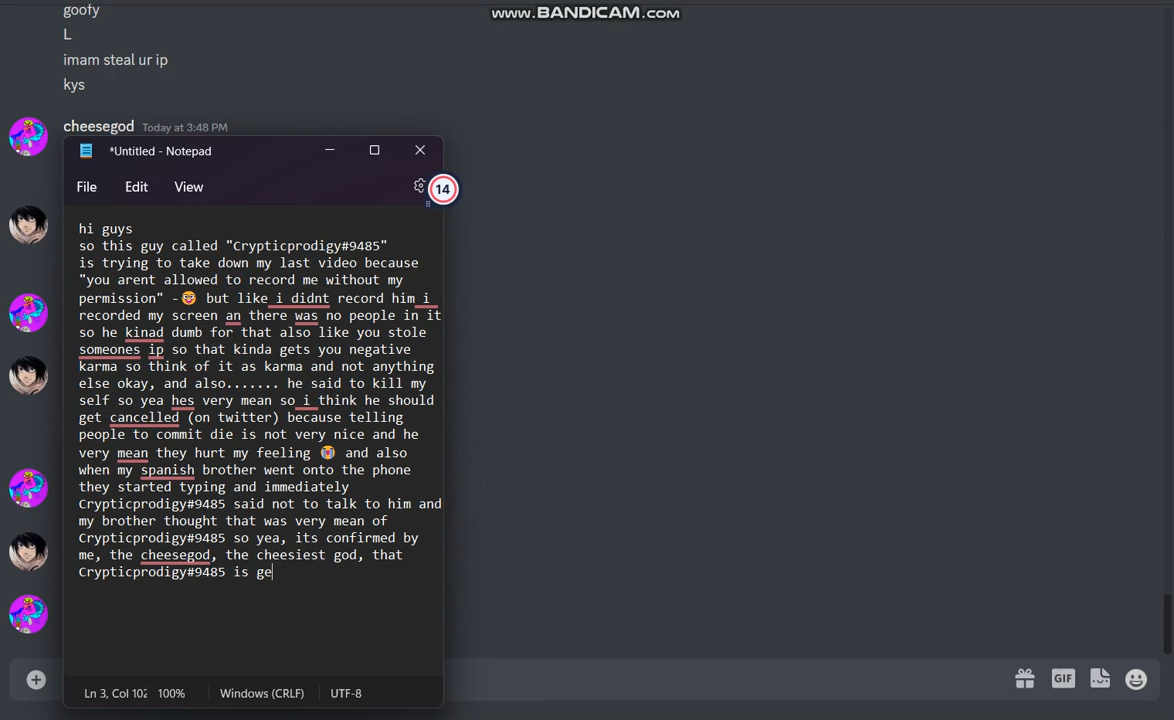 goofy
www.BANDICAM.com
L
imam steal ur ip
kys
cheesegod Today at 3:48 PM
*Untitled - Notepad
File Edit View
14
hi guys
so this guy called "Crypticprodigy#9485"
is trying to take down my last video because
"you arent allowed to record me without my
permission" -🤡 but like i didnt record him i
recorded my screen an there was no people in it
so he kinad dumb for that also like you stole
someones ip so that kinda gets you negative
karma so think of it as karma and not anything
else okay, and also....... he said to kill my
self so yea hes very mean so i think he should
get cancelled (on twitter) because telling
people to commit die is not very nice and he
very mean they hurt my feeling 😭 and also
when my spanish brother went onto the phone
they started typing and immediately
Crypticprodigy#9485 said not to talk to him and
my brother thought that was very mean of
Crypticprodigy#9485 so yea, its confirmed by
me, the cheesegod, the cheesiest god, that
Crypticprodigy#9485 is ge
GIF
Ln 3, Col 102 100% Windows (CRLF) UTF-8